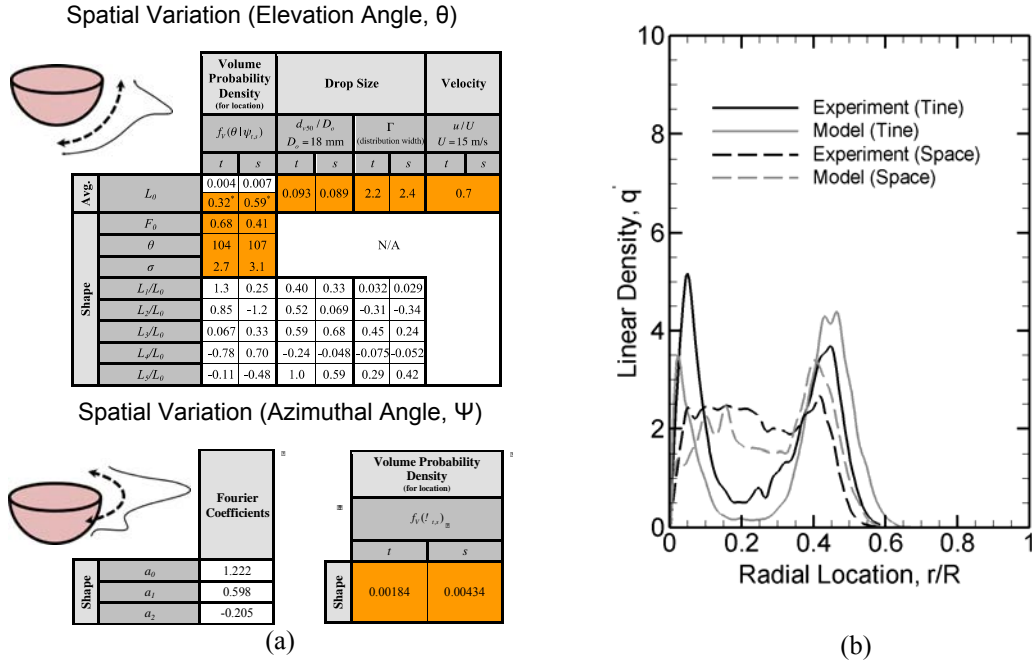 Spatial Variation (Elevation Angle, θ)
Volume Probability Density (for location) Drop Size Velocity
f_V(θ|ψ_t,s) d_v50 / D_o D_o = 18 mm Γ (distribution width) u/U U = 15 m/s
t s t s t s t s
Avg. L_0 0.004 0.007 0.093 0.089 2.2 2.4 0.7
0.32* 0.59*
Shape F_0 0.68 0.41 N/A
θ 104 107
σ 2.7 3.1
L_1/L_0 1.3 0.25 0.40 0.33 0.032 0.029
L_2/L_0 0.85 -1.2 0.52 0.069 -0.31 -0.34
L_3/L_0 0.067 0.33 0.59 0.68 0.45 0.24
L_4/L_0 -0.78 0.70 -0.24 -0.048 -0.075 -0.052
L_5/L_0 -0.11 -0.48 1.0 0.59 0.29 0.42
Spatial Variation (Azimuthal Angle, Ψ)
Fourier Coefficients
Shape a_0 1.222
a_1 0.598
a_2 -0.205
Volume Probability Density (for location)
f_V(! _t,s)
t s
Shape 0.00184 0.00434
(a)
Linear Density, q
10
8
6
4
2
0
Experiment (Tine)
Model (Tine)
Experiment (Space)
Model (Space)
0 0.2 0.4 0.6 0.8 1
Radial Location, r/R
(b)